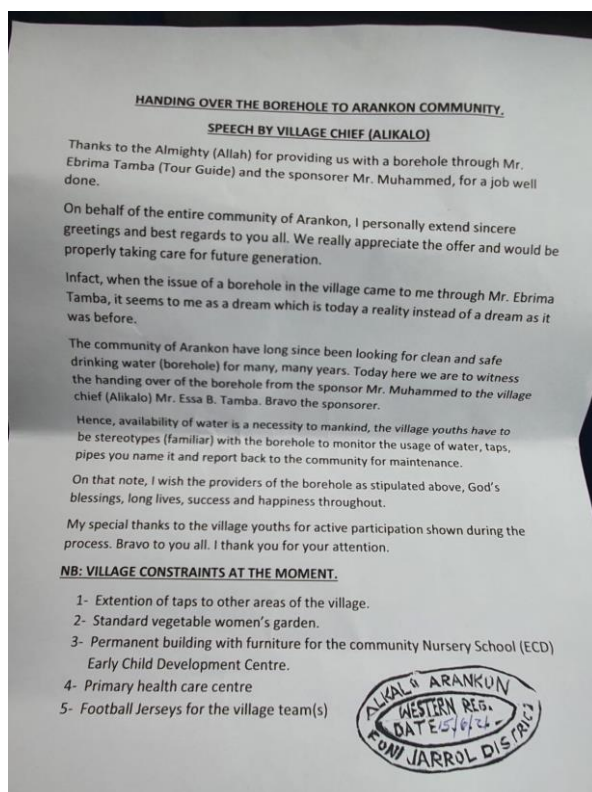 HANDING OVER THE BOREHOLE TO ARANKON COMMUNITY.
SPEECH BY VILLAGE CHIEF (ALIKALO)
Thanks to the Almighty (Allah) for providing us with a borehole through Mr.
Ebrima Tamba (Tour Guide) and the sponsorer Mr. Muhammed, for a job well
done.
On behalf of the entire community of Arankon, I personally extend sincere
greetings and best regards to you all. We really appreciate the offer and would be
properly taking care for future generation.
Infact, when the issue of a borehole in the village came to me through Mr. Ebrima
Tamba, it seems to me as a dream which is today a reality instead of a dream as it
was before.
The community of Arankon have long since been looking for clean and safe
drinking water (borehole) for many, many years. Today here we are to witness
the handing over of the borehole from the sponsor Mr. Muhammed to the village
chief (Alikalo) Mr. Essa B. Tamba. Bravo the sponsorer.
Hence, availability of water is a necessity to mankind, the village youths have to
be stereotypes (familiar) with the borehole to monitor the usage of water, taps,
pipes you name it and report back to the community for maintenance.
On that note, I wish the providers of the borehole as stipulated above, God's
blessings, long lives, success and happiness throughout.
My special thanks to the village youths for active participation shown during the
process. Bravo to you all. I thank you for your attention.
NB: VILLAGE CONSTRAINTS AT THE MOMENT.
1- Extention of taps to other areas of the village.
2- Standard vegetable women's garden.
3- Permanent building with furniture for the community Nursery School (ECD)
Early Child Development Centre.
4- Primary health care centre
5- Football Jerseys for the village team(s)
ALKALO ARANKUN
WESTERN REG.
DATE 15/6/
FONI JARROL DISTRICT